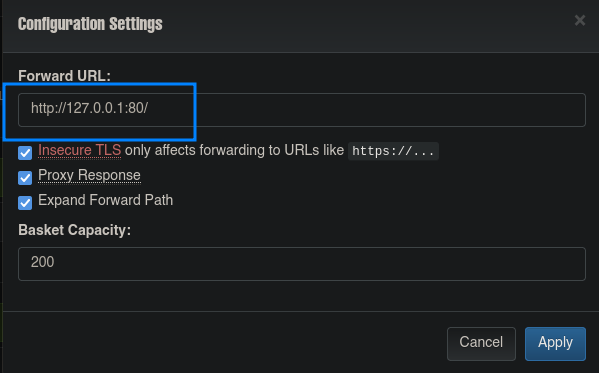 Configuration Settings
×
Forward URL:
http://127.0.0.1:80/
Insecure TLS only affects forwarding to URLs like https://...
Proxy Response
Expand Forward Path
Basket Capacity:
200
Cancel Apply